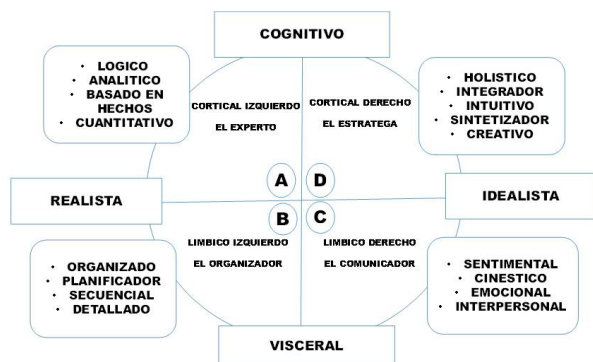 COGNITIVO
• LOGICO
• ANALITICO
• BASADO EN
HECHOS
• CUANTITATIVO
CORTICAL IZQUIERDO
EL EXPERTO
CORTICAL DERECHO
EL ESTRATEGA
• HOLISTICO
• INTEGRADOR
• INTUITIVO
• SINTETIZADOR
• CREATIVO
A
D
REALISTA
IDEALISTA
B
C
• ORGANIZADO
• PLANIFICADOR
• SECUENCIAL
• DETALLADO
LIMBICO IZQUIERDO
EL ORGANIZADOR
LIMBICO DERECHO
EL COMUNICADOR
• SENTIMENTAL
• CINESTICO
• EMOCIONAL
• INTERPERSONAL
VISCERAL